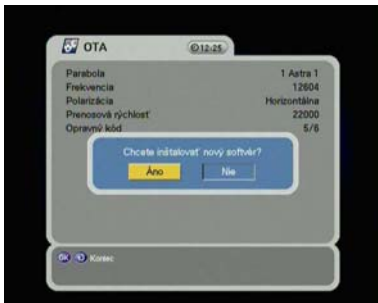 OTA
12:25
Parabola 1 Astra 1
Frekvencia 12604
Polarizácia Horizontálna
Prenosová rýchlosť 22000
Opravný kód 5/6
Chcete inštalovať nový softvér?
Áno Nie
OK Koniec